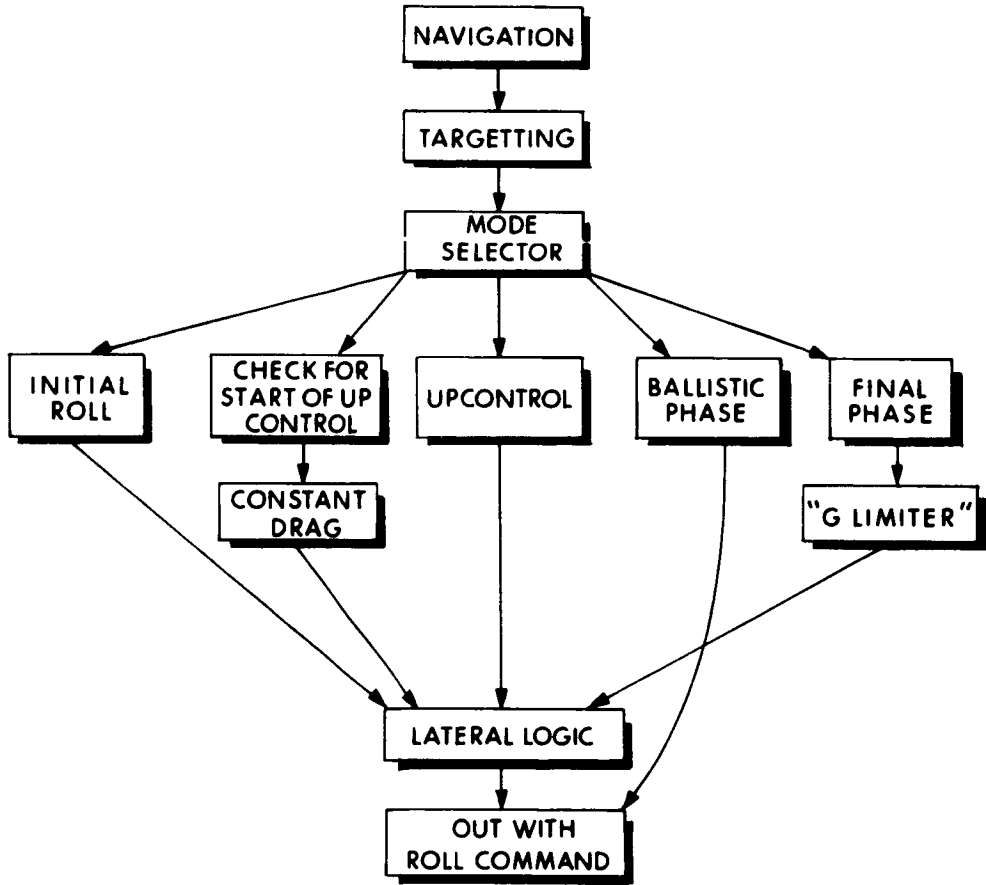 NAVIGATION
TARGETTING
MODE
SELECTOR
INITIAL
ROLL
CHECK FOR
START OF UP
CONTROL
UPCONTROL
BALLISTIC
PHASE
FINAL
PHASE
CONSTANT
DRAG
"G LIMITER"
LATERAL LOGIC
OUT WITH
ROLL COMMAND